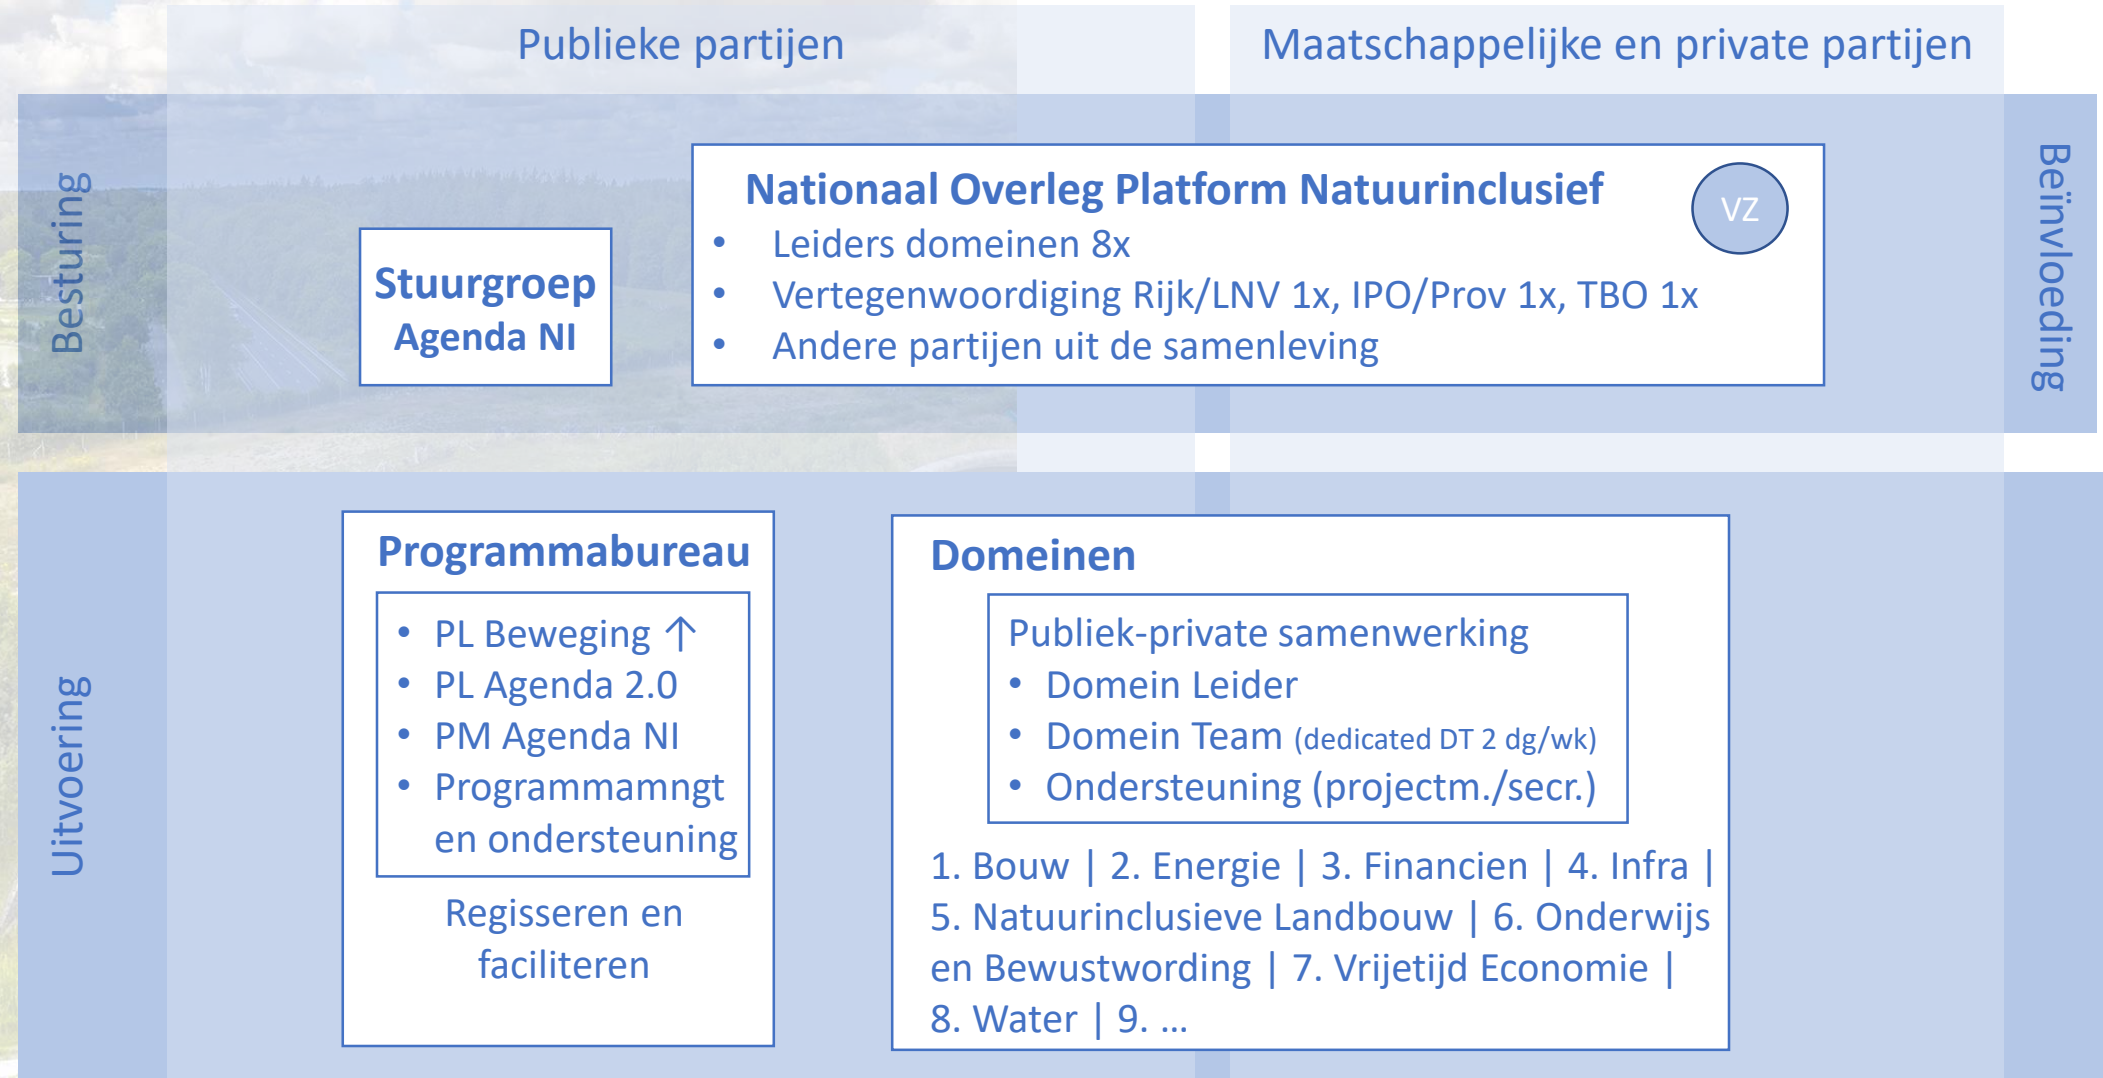 Publieke partijen
Maatschappelijke en private partijen
Besturing
Beïnvloeding
Stuurgroep
Agenda NI
Nationaal Overleg Platform Natuurinclusief
VZ
• Leiders domeinen 8x
• Vertegenwoordiging Rijk/LNV 1x, IPO/Prov 1x, TBO 1x
• Andere partijen uit de samenleving
Uitvoering
Programmabureau
• PL Beweging ↑
• PL Agenda 2.0
• PM Agenda NI
• Programmamngt
en ondersteuning
Regisseren en
faciliteren
Domeinen
Publiek-private samenwerking
• Domein Leider
• Domein Team (dedicated DT 2 dg/wk)
• Ondersteuning (projectm./secr.)
1. Bouw | 2. Energie | 3. Financien | 4. Infra |
5. Natuurinclusieve Landbouw | 6. Onderwijs
en Bewustwording | 7. Vrijetijd Economie |
8. Water | 9. ...